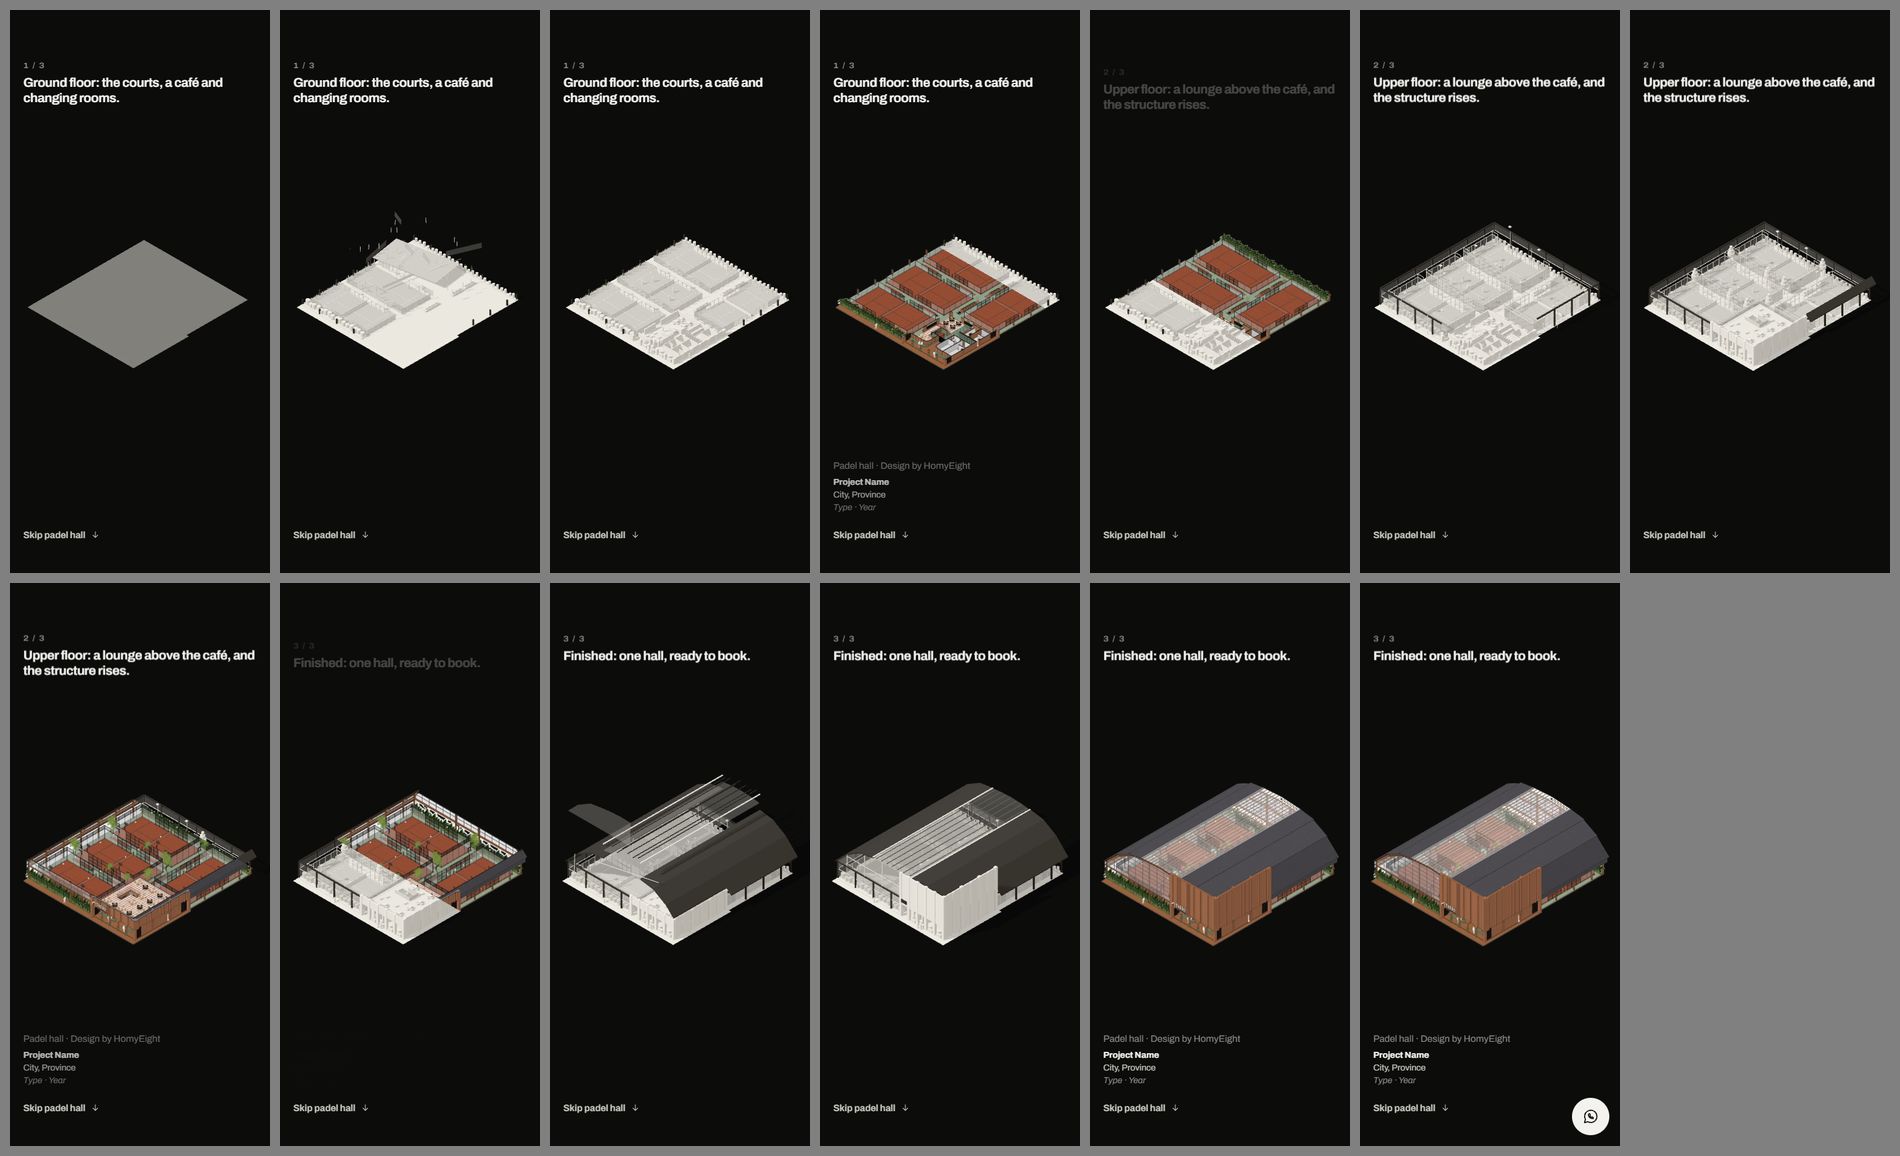 1 / 3
Ground floor: the courts, a café and
changing rooms.
Skip padel hall ↓
1 / 3
Ground floor: the courts, a café and
changing rooms.
Skip padel hall ↓
1 / 3
Ground floor: the courts, a café and
changing rooms.
Skip padel hall ↓
1 / 3
Ground floor: the courts, a café and
changing rooms.
Padel hall · Design by HomyEight
Project Name
City, Province
Type · Year
Skip padel hall ↓
2 / 3
Upper floor: a lounge above the café, and
the structure rises.
Skip padel hall ↓
2 / 3
Upper floor: a lounge above the café, and
the structure rises.
Skip padel hall ↓
2 / 3
Upper floor: a lounge above the café, and
the structure rises.
Skip padel hall ↓
2 / 3
Upper floor: a lounge above the café, and
the structure rises.
Padel hall · Design by HomyEight
Project Name
City, Province
Type · Year
Skip padel hall ↓
3 / 3
Finished: one hall, ready to book.
Skip padel hall ↓
3 / 3
Finished: one hall, ready to book.
Skip padel hall ↓
3 / 3
Finished: one hall, ready to book.
Skip padel hall ↓
3 / 3
Finished: one hall, ready to book.
Padel hall · Design by HomyEight
Project Name
City, Province
Type · Year
Skip padel hall ↓
3 / 3
Finished: one hall, ready to book.
Padel hall · Design by HomyEight
Project Name
City, Province
Type · Year
Skip padel hall ↓